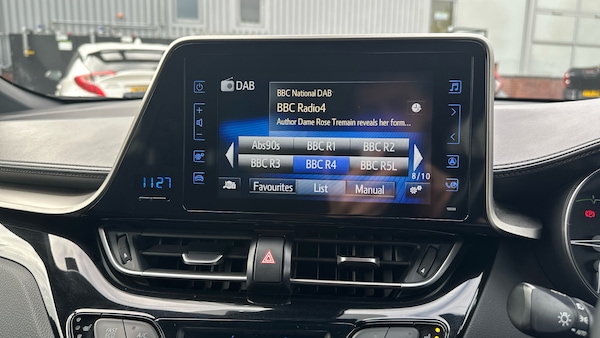 DAB
BBC National DAB
BBC Radio4
Author Dame Rose Tremain reveals her form...
Abs90s BBC R1 BBC R2
BBC R3 BBC R4 BBC R5L
8/10
Favourites List Manual
11:27